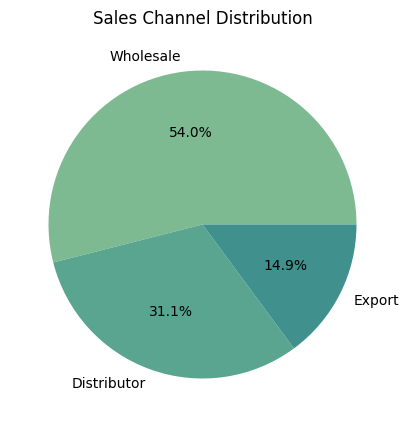 Sales Channel Distribution
Wholesale
54.0%
14.9%
Export
31.1%
Distributor